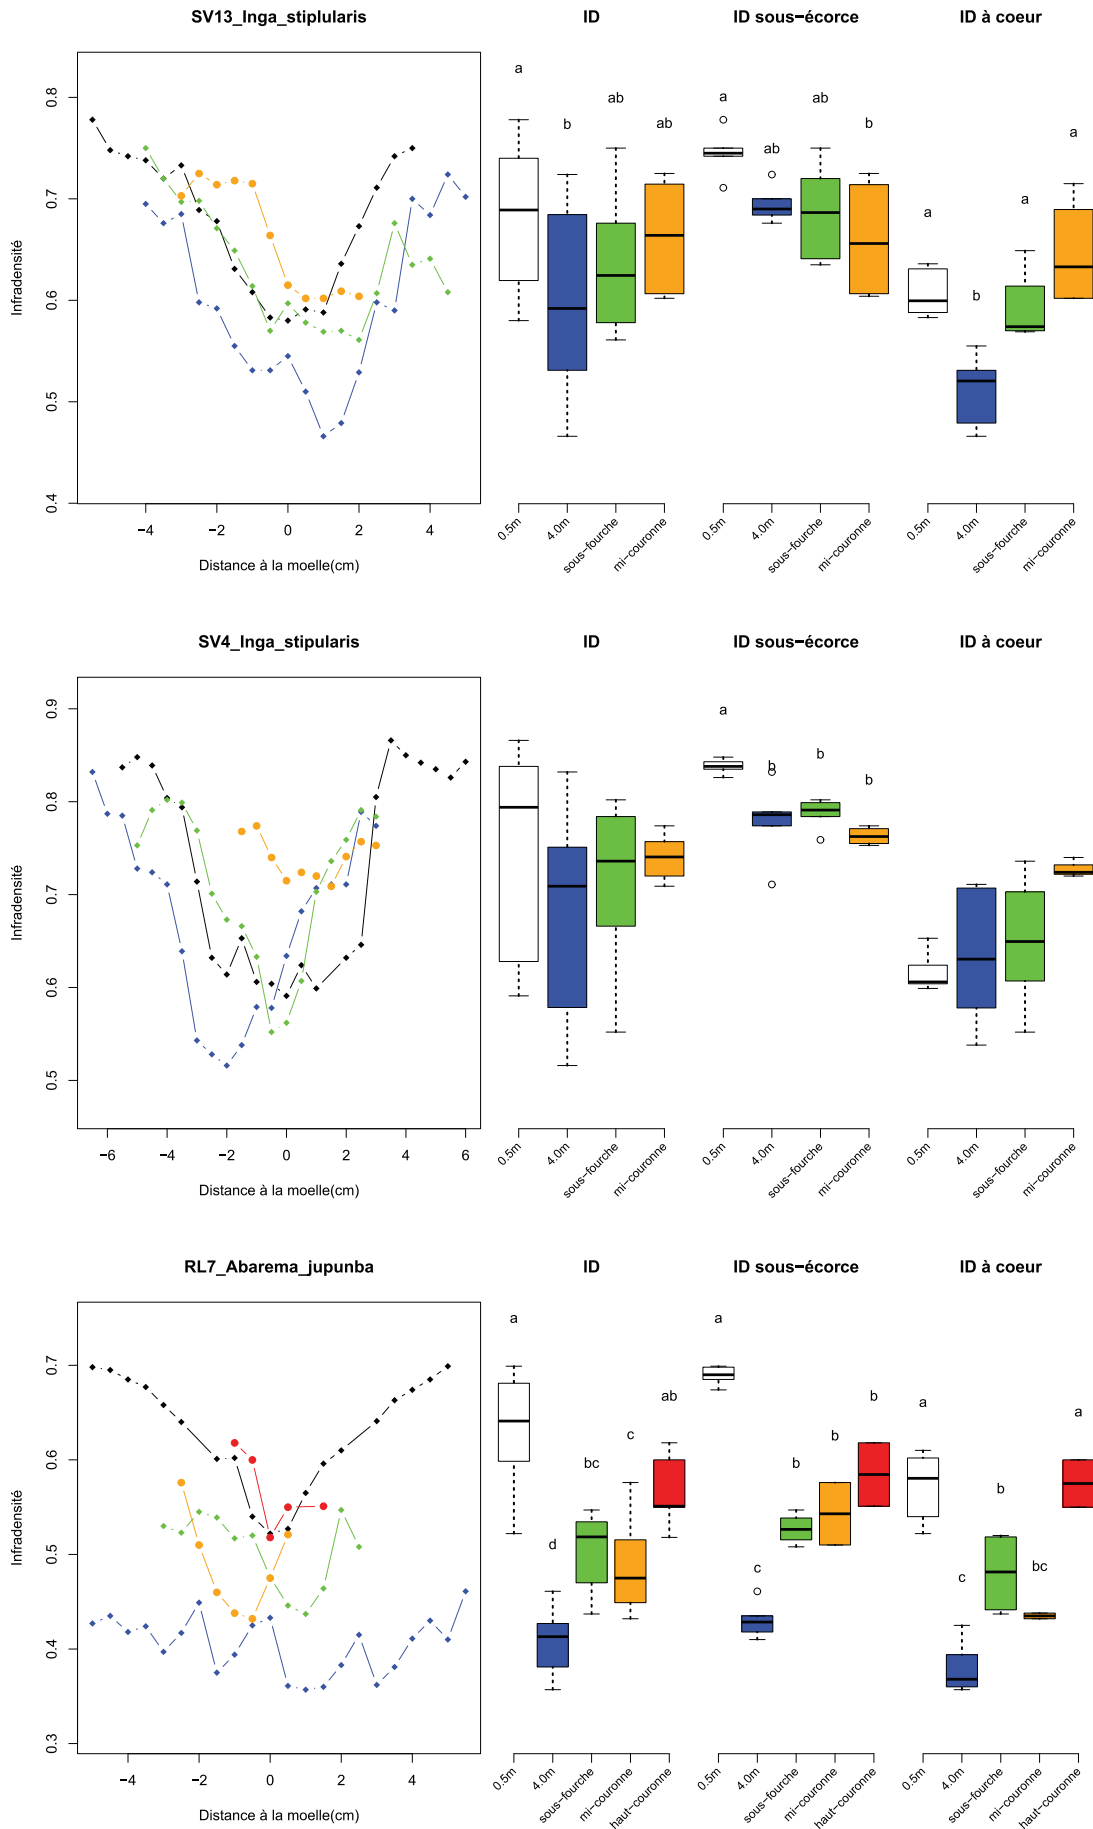 SV13_Inga_stiplularis ID ID sous−écorce ID à coeur
Infradensité
0.4 0.5 0.6 0.7 0.8
−4 −2 0 2 4
Distance à la moelle(cm)
a b ab ab
a ab ab b
a b a a
0.5m 4.0m sous−fourche mi−couronne
0.5m 4.0m sous−fourche mi−couronne
0.5m 4.0m sous−fourche mi−couronne
SV4_Inga_stipularis ID ID sous−écorce ID à coeur
Infradensité
0.5 0.6 0.7 0.8 0.9
−6 −4 −2 0 2 4 6
Distance à la moelle(cm)
a b b b
0.5m 4.0m sous−fourche mi−couronne
0.5m 4.0m sous−fourche mi−couronne
0.5m 4.0m sous−fourche mi−couronne
RL7_Abarema_jupunba ID ID sous−écorce ID à coeur
Infradensité
0.3 0.4 0.5 0.6 0.7
−4 −2 0 2 4
Distance à la moelle(cm)
a d bc c ab
a c b b b
a c b bc a
0.5m 4.0m sous−fourche mi−couronne haut−couronne
0.5m 4.0m sous−fourche mi−couronne haut−couronne
0.5m 4.0m sous−fourche mi−couronne haut−couronne